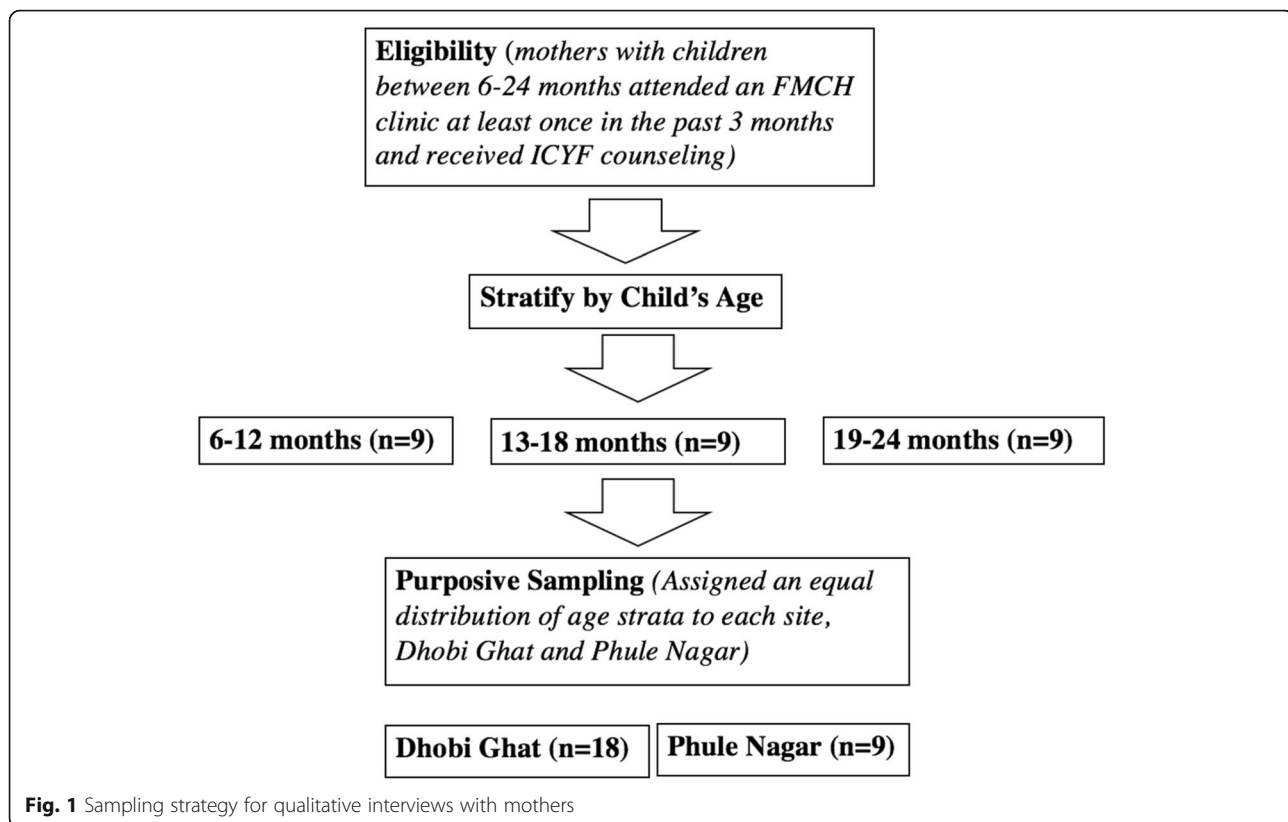 Eligibility (mothers with children
between 6-24 months attended an FMCH
clinic at least once in the past 3 months
and received ICYF counseling)
Stratify by Child’s Age
6-12 months (n=9)
13-18 months (n=9)
19-24 months (n=9)
Purposive Sampling (Assigned an equal
distribution of age strata to each site,
Dhobi Ghat and Phule Nagar)
Dhobi Ghat (n=18)
Phule Nagar (n=9)
Fig. 1 Sampling strategy for qualitative interviews with mothers